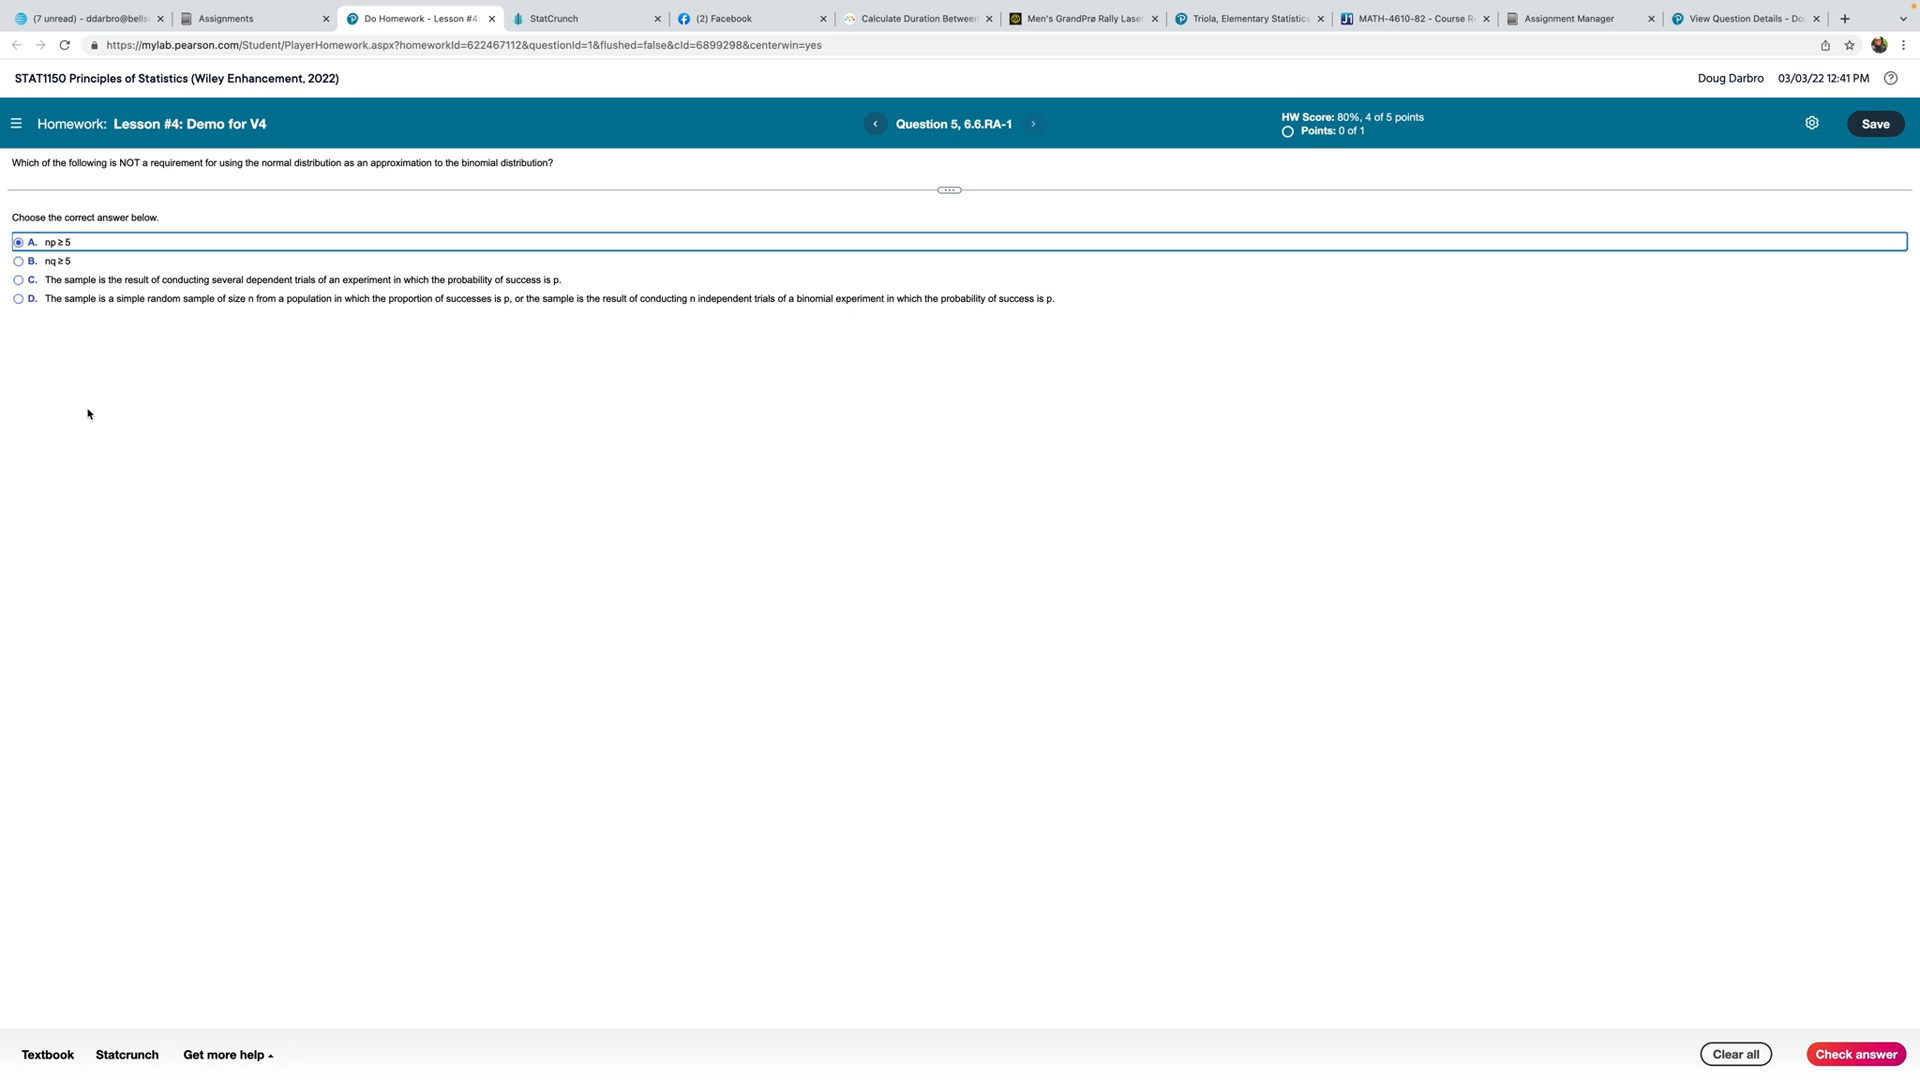 (7 unread) - ddarbro@bells
Assignments
Do Homework - Lesson #4:
StatCrunch
(2) Facebook
Calculate Duration Between
Men's GrandPrø Rally Laser
Triola, Elementary Statistics
MATH-4610-82 - Course R
Assignment Manager
View Question Details - Do
https://mylab.pearson.com/Student/PlayerHomework.aspx?homeworkId=622467112&questionId=1&flushed=false&cId=6899298&centerwin=yes
STAT1150 Principles of Statistics (Wiley Enhancement, 2022)
Doug Darbro 03/03/22 12:41 PM
Homework: Lesson #4: Demo for V4
Question 5, 6.6.RA-1
HW Score: 80%, 4 of 5 points
Points: 0 of 1
Save
Which of the following is NOT a requirement for using the normal distribution as an approximation to the binomial distribution?
Choose the correct answer below.
A. np ≥ 5
B. nq ≥ 5
C. The sample is the result of conducting several dependent trials of an experiment in which the probability of success is p.
D. The sample is a simple random sample of size n from a population in which the proportion of successes is p, or the sample is the result of conducting n independent trials of a binomial experiment in which the probability of success is p.
Textbook Statcrunch Get more help
Clear all Check answer